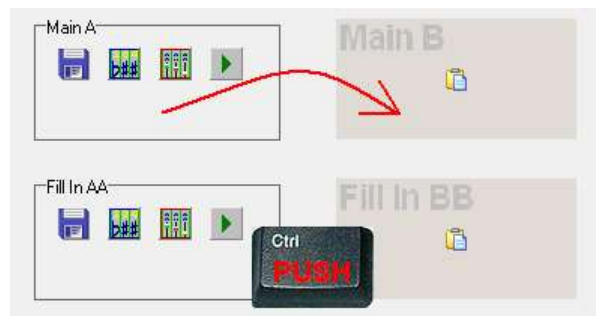 Main A
Main B
b##
Fill In AA
Fill In BB
b##
Ctrl
PUSH